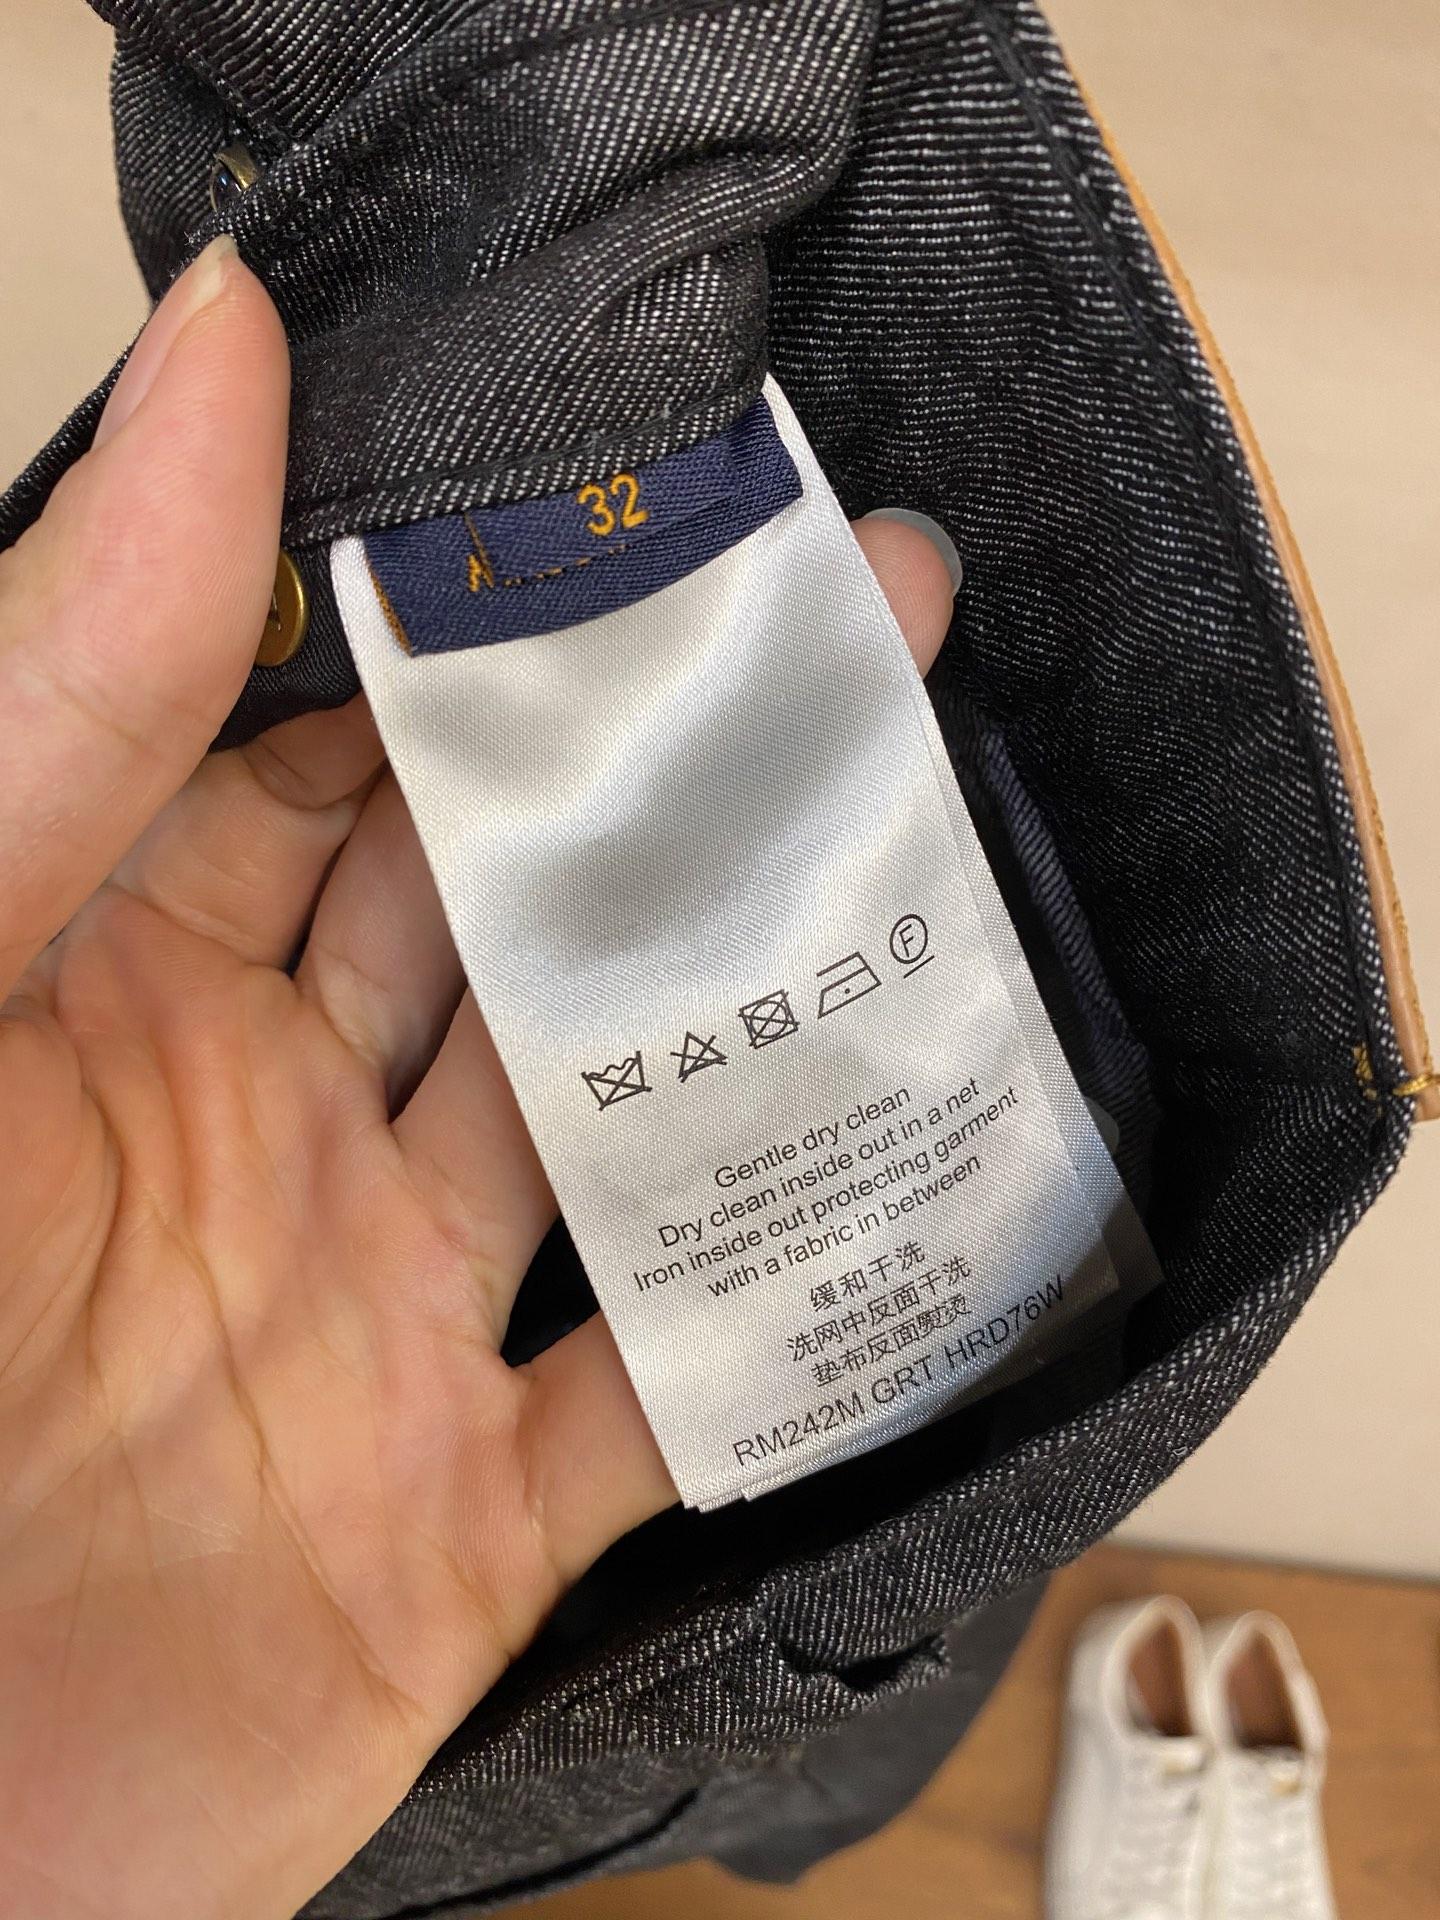 32
F
Gentle dry clean
Dry clean inside out in a net
Iron inside out protecting garment
with a fabric in between
缓和干洗
洗网中反面干洗
垫布反面熨烫
RM242M GRT HRD76W